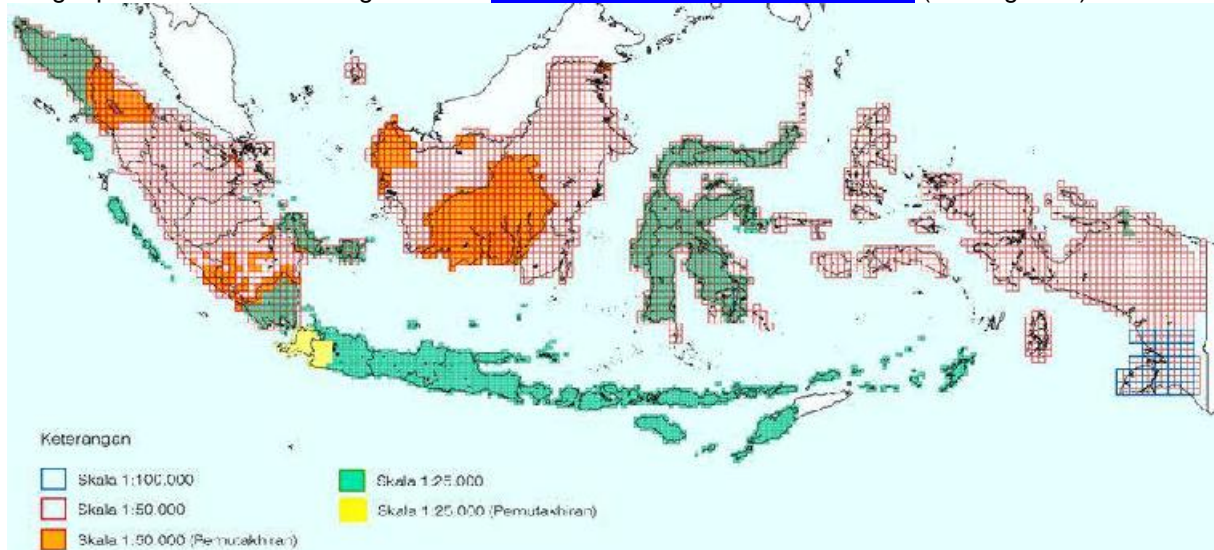 Keterangan
Skala 1:100.000
Skala 1:50.000
Skala 1:50.000 (Pemutakhiran)
Skala 1:25.000
Skala 1:25.000 (Pemutakhiran)